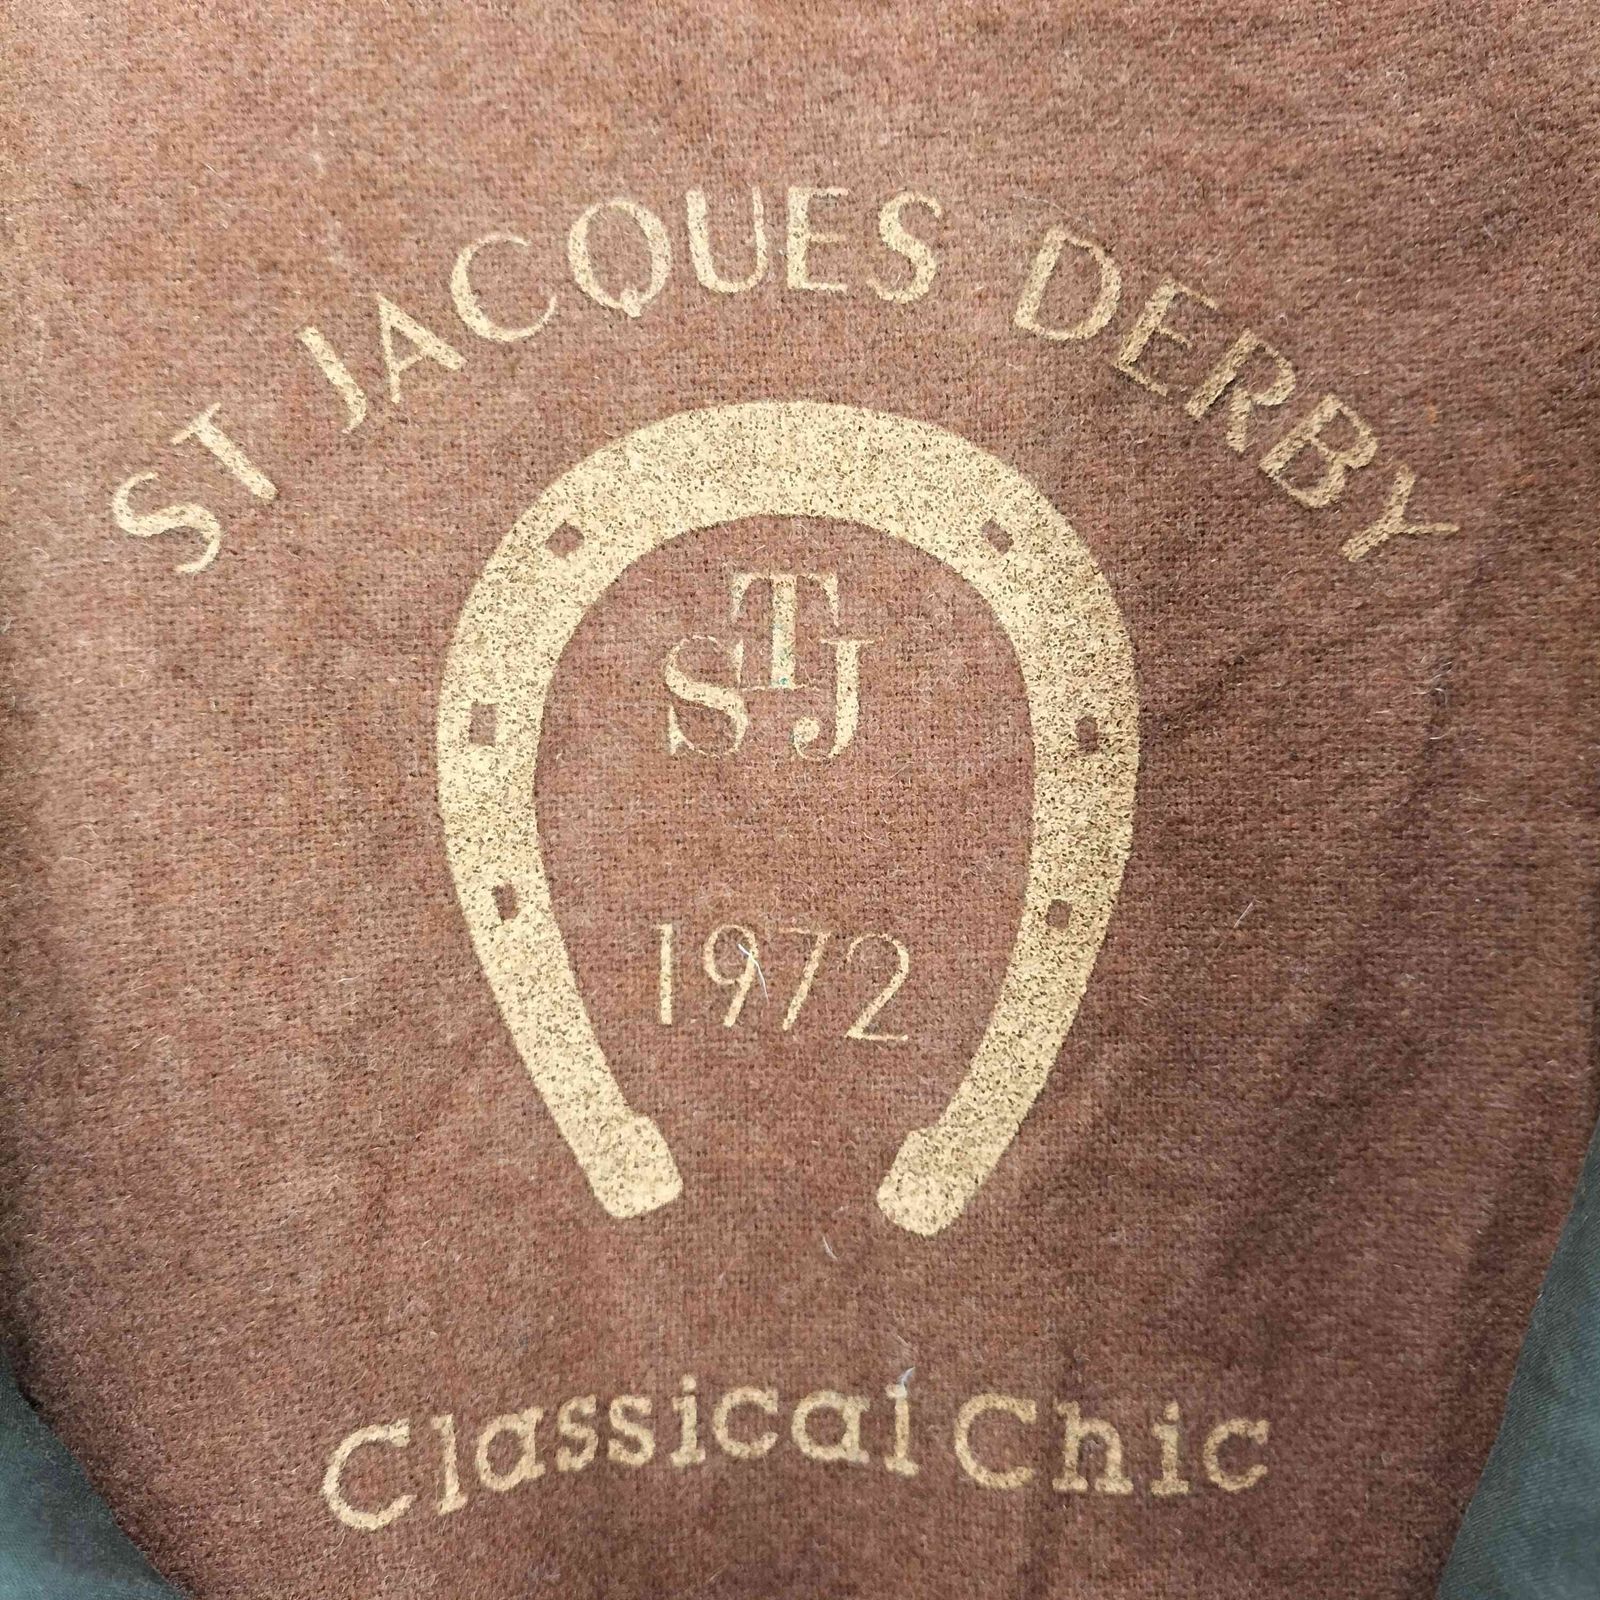 ST JACQUES DERBY
STJ
1972
Classical Chic